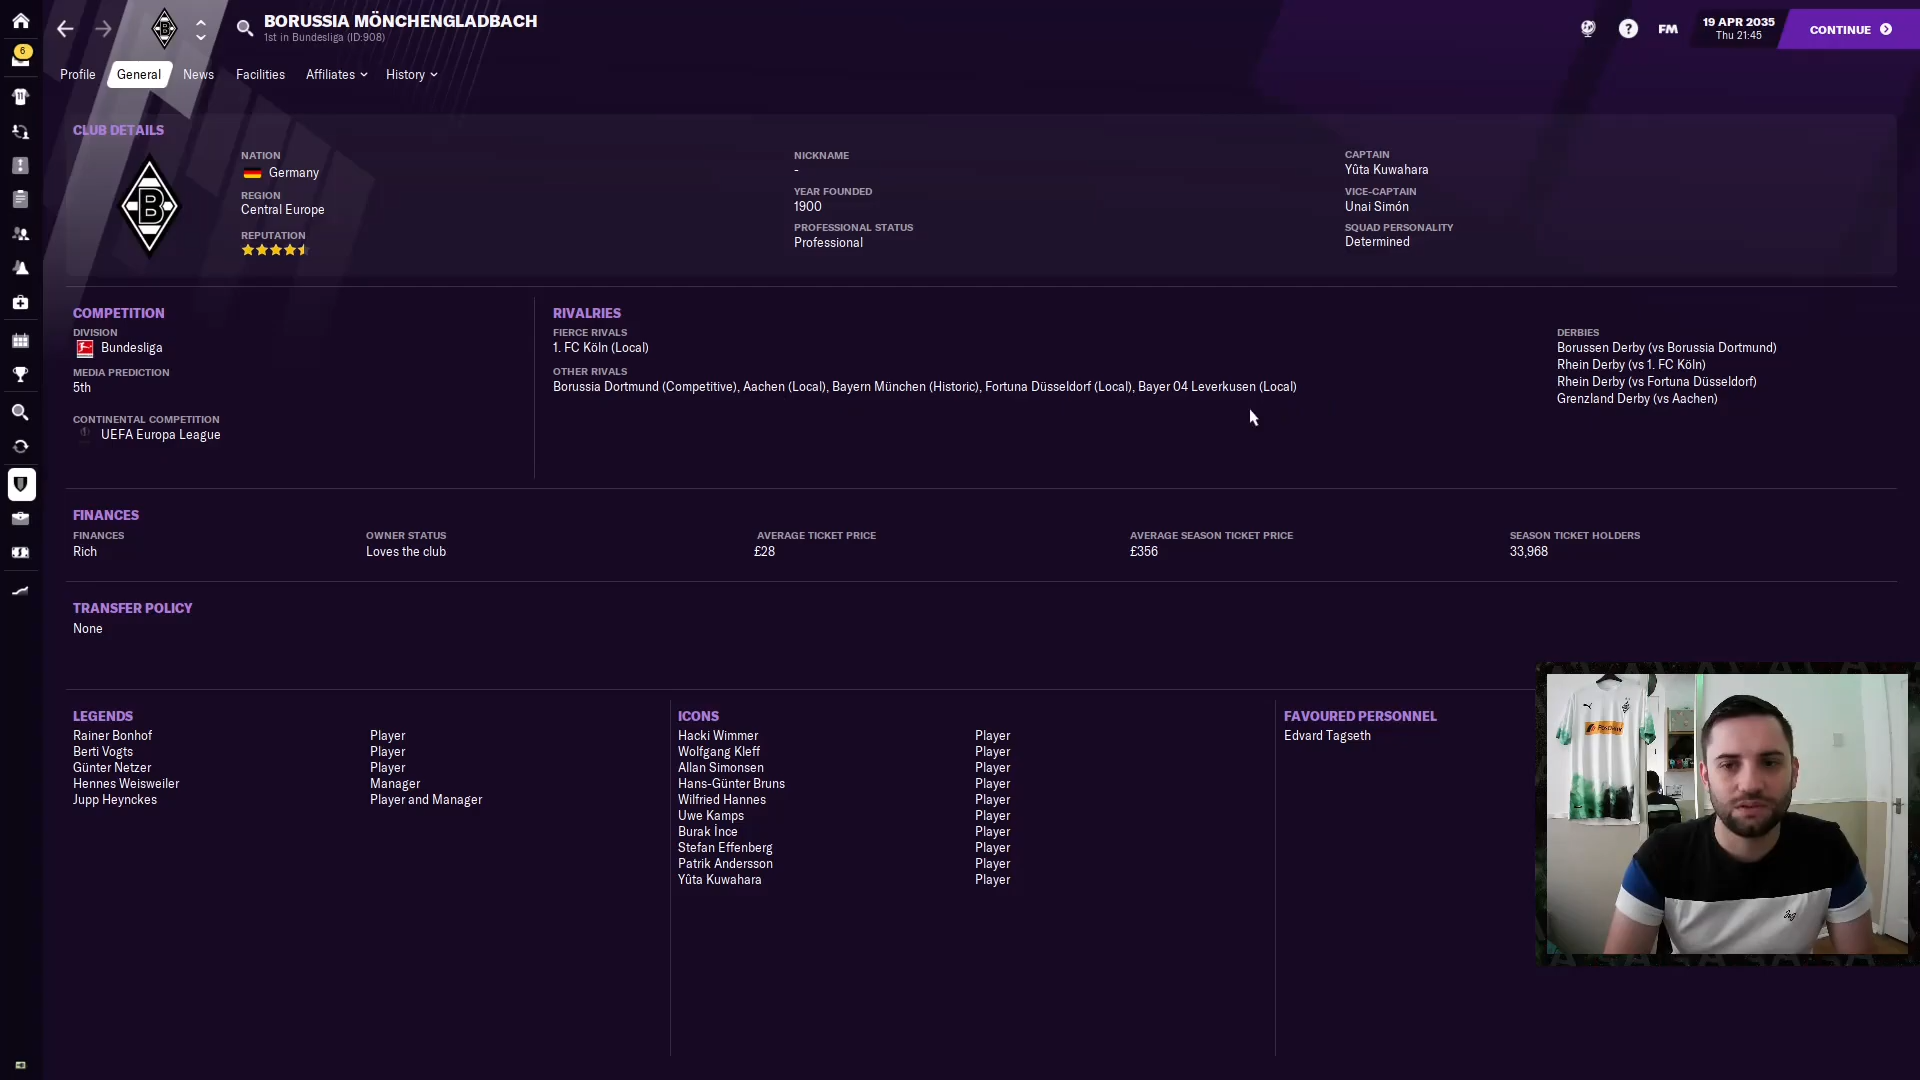 BORUSSIA MÖNCHENGLADBACH
1st in Bundesliga (ID:908)
FM
19 APR 2035
Thu 21:45
CONTINUE
6
Profile
General
News
Facilities
Affiliates
History
CLUB DETAILS
NATION
Germany
REGION
Central Europe
REPUTATION
NICKNAME
-
YEAR FOUNDED
1900
PROFESSIONAL STATUS
Professional
CAPTAIN
Yûta Kuwahara
VICE-CAPTAIN
Unai Simón
SQUAD PERSONALITY
Determined
COMPETITION
DIVISION
Bundesliga
MEDIA PREDICTION
5th
CONTINENTAL COMPETITION
UEFA Europa League
RIVALRIES
FIERCE RIVALS
1. FC Köln (Local)
OTHER RIVALS
Borussia Dortmund (Competitive), Aachen (Local), Bayern München (Historic), Fortuna Düsseldorf (Local), Bayer 04 Leverkusen (Local)
DERBIES
Borussen Derby (vs Borussia Dortmund)
Rhein Derby (vs 1. FC Köln)
Rhein Derby (vs Fortuna Düsseldorf)
Grenzland Derby (vs Aachen)
FINANCES
FINANCES
Rich
OWNER STATUS
Loves the club
AVERAGE TICKET PRICE
£28
AVERAGE SEASON TICKET PRICE
£356
SEASON TICKET HOLDERS
33,968
TRANSFER POLICY
None
LEGENDS
Rainer Bonhof Player
Berti Vogts Player
Günter Netzer Player
Hennes Weisweiler Manager
Jupp Heynckes Player and Manager
ICONS
Hacki Wimmer Player
Wolfgang Kleff Player
Allan Simonsen Player
Hans-Günter Bruns Player
Wilfried Hannes Player
Uwe Kamps Player
Burak İnce Player
Stefan Effenberg Player
Patrik Andersson Player
Yûta Kuwahara Player
FAVOURED PERSONNEL
Edvard Tagseth